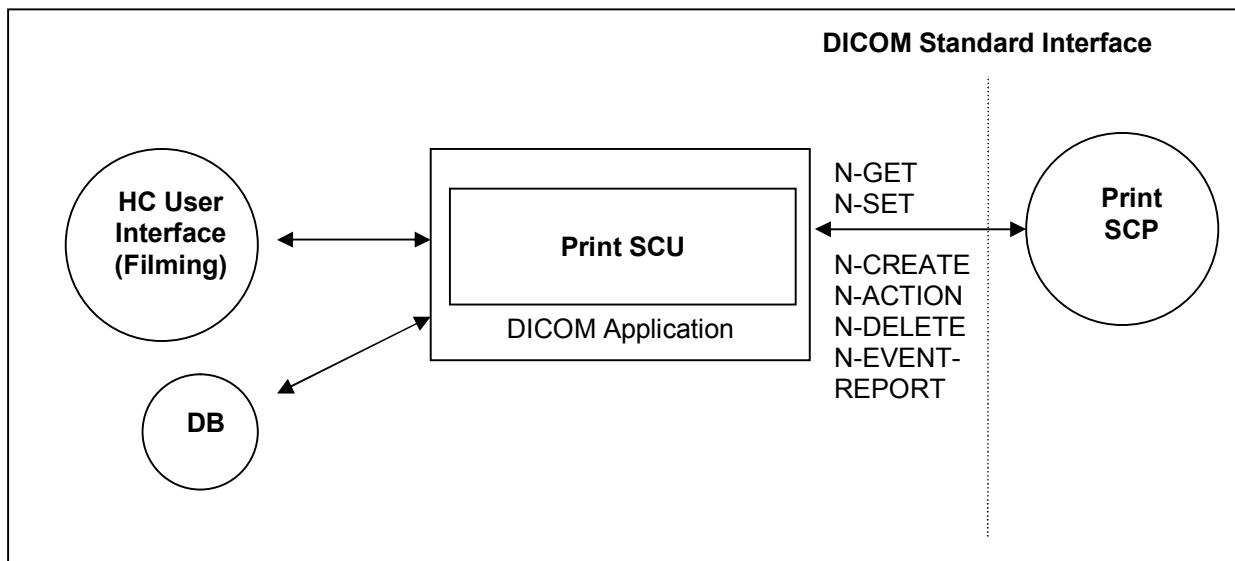 DICOM Standard Interface
HC User
Interface
(Filming)
DB
Print SCU
DICOM Application
N-GET
N-SET
N-CREATE
N-ACTION
N-DELETE
N-EVENT-
REPORT
Print
SCP